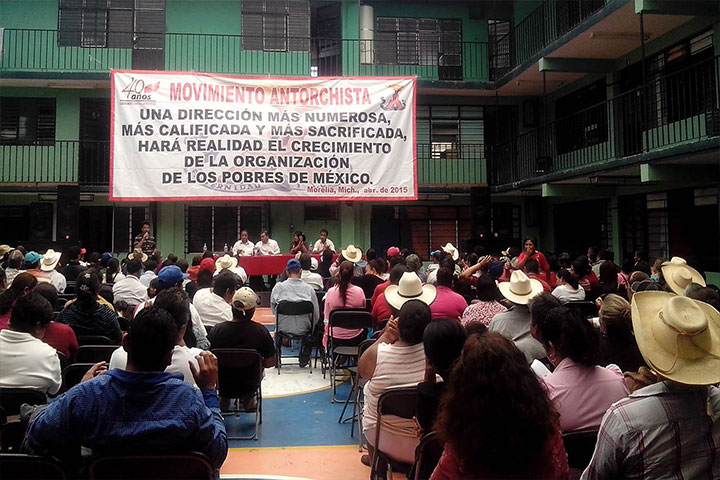 40
años
MOVIMIENTO ANTORCHISTA
UNA DIRECCIÓN MÁS NUMEROSA,
MÁS CALIFICADA Y MÁS SACRIFICADA,
HARÁ REALIDAD EL CRECIMIENTO
DE LA ORGANIZACIÓN
DE LOS POBRES DE MÉXICO.
Morelia, Mich., abr. de 2015